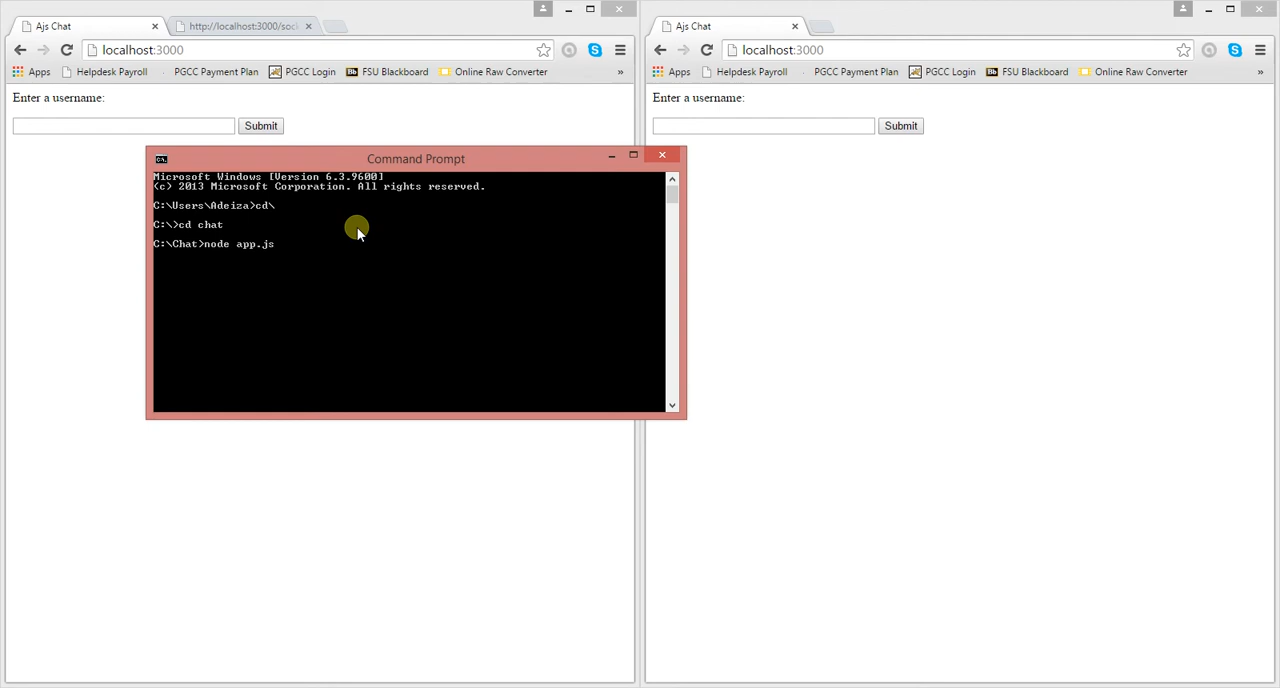 Ajs Chat
http://localhost:3000/soc
localhost:3000
Apps Helpdesk Payroll PGCC Payment Plan PGCC Login Bb FSU Blackboard Online Raw Converter »
Enter a username:
Submit
Ajs Chat
localhost:3000
Apps Helpdesk Payroll PGCC Payment Plan PGCC Login Bb FSU Blackboard Online Raw Converter »
Enter a username:
Submit
Command Prompt
Microsoft Windows [Version 6.3.9600]
(c) 2013 Microsoft Corporation. All rights reserved.
C:\Users\Adeiza>cd\
C:\>cd chat
C:\Chat>node app.js